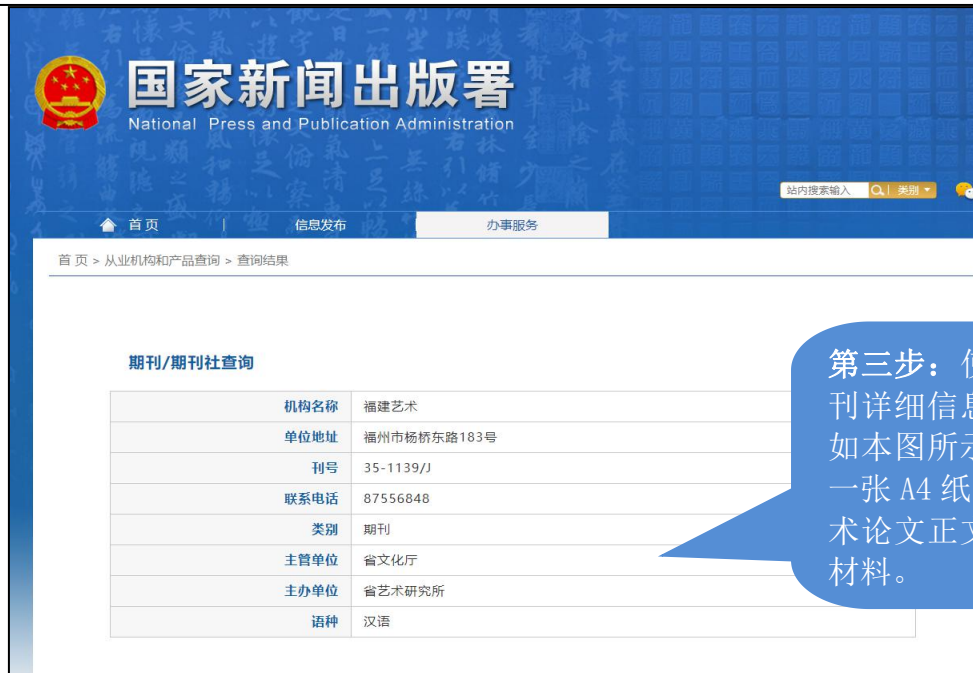 国家新闻出版署
National Press and Publication Administration
站内搜索输入 类别
首页 信息发布 办事服务
首页 > 从业机构和产品查询 > 查询结果
期刊/期刊社查询
机构名称 福建艺术
单位地址 福州市杨桥东路183号
刊号 35-1139/J
联系电话 87556848
类别 期刊
主管单位 省文化厅
主办单位 省艺术研究所
语种 汉语
第三步：
刊详细信息
如本图所示
一张 A4 纸
术论文正文
材料。